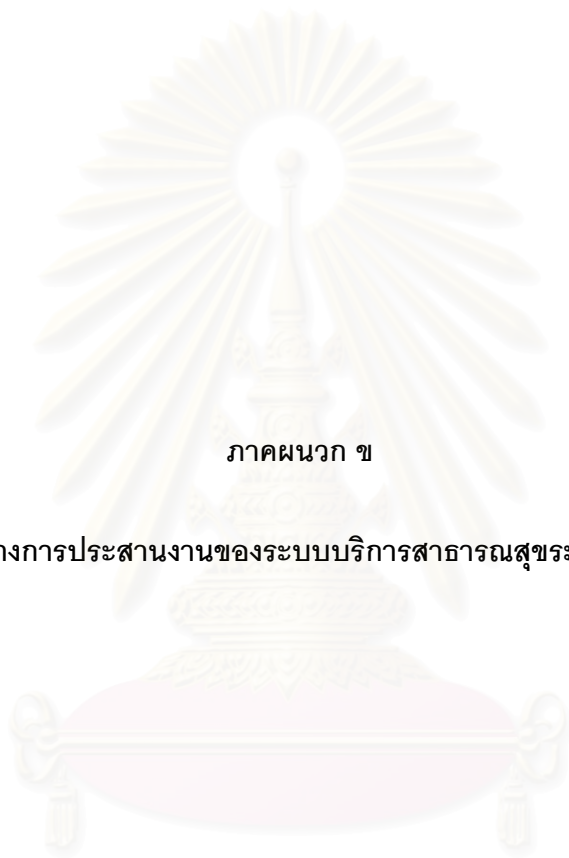 ภาคผนวก ข
างการประสานงานของระบบบริการสาธารณสุขระ